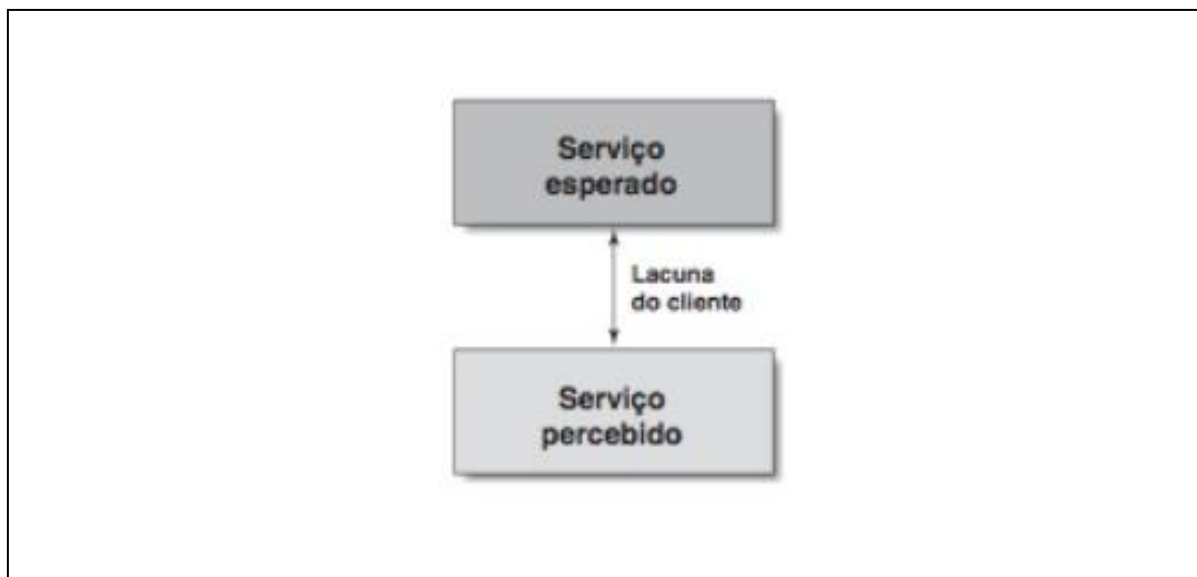 Serviço
esperado
Lacuna
do cliente
Serviço
percebido